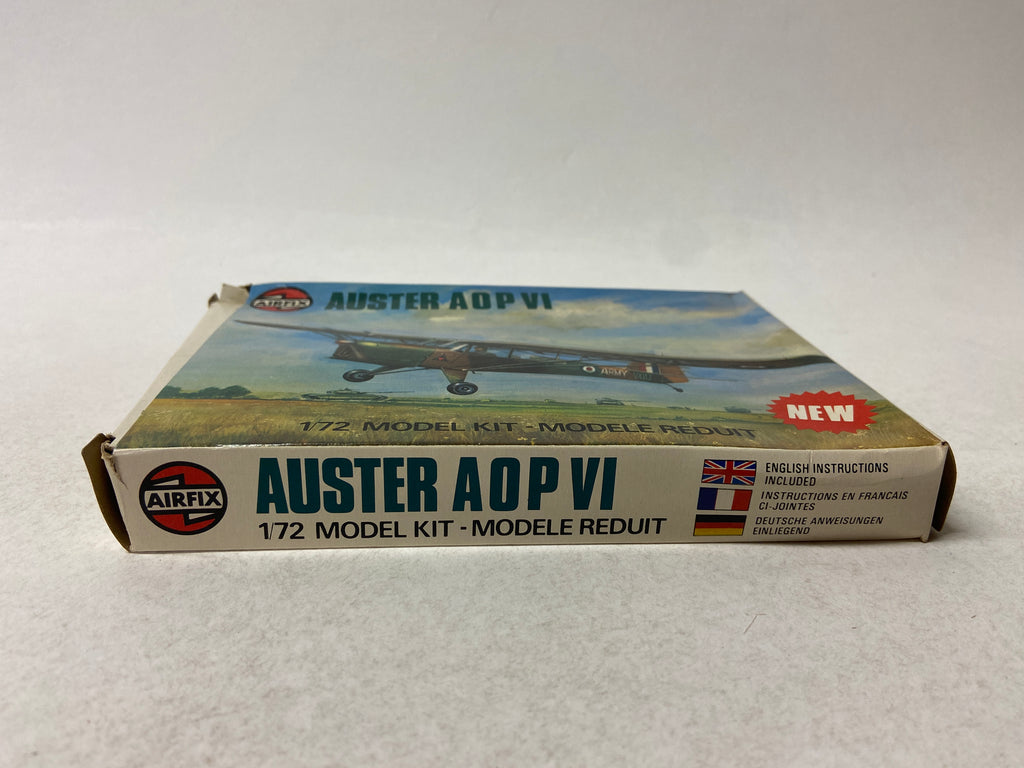 AIRFIX
AUSTER AOP VI
ARMY
NEW
1/72 MODEL KIT - MODELE REDUIT
AIRFIX
AUSTER AOP VI
1/72 MODEL KIT - MODELE REDUIT
ENGLISH INSTRUCTIONS
INCLUDED
INSTRUCTIONS EN FRANCAIS
CI-JOINTES
DEUTSCHE ANWEISUNGEN
EINLIEGEND